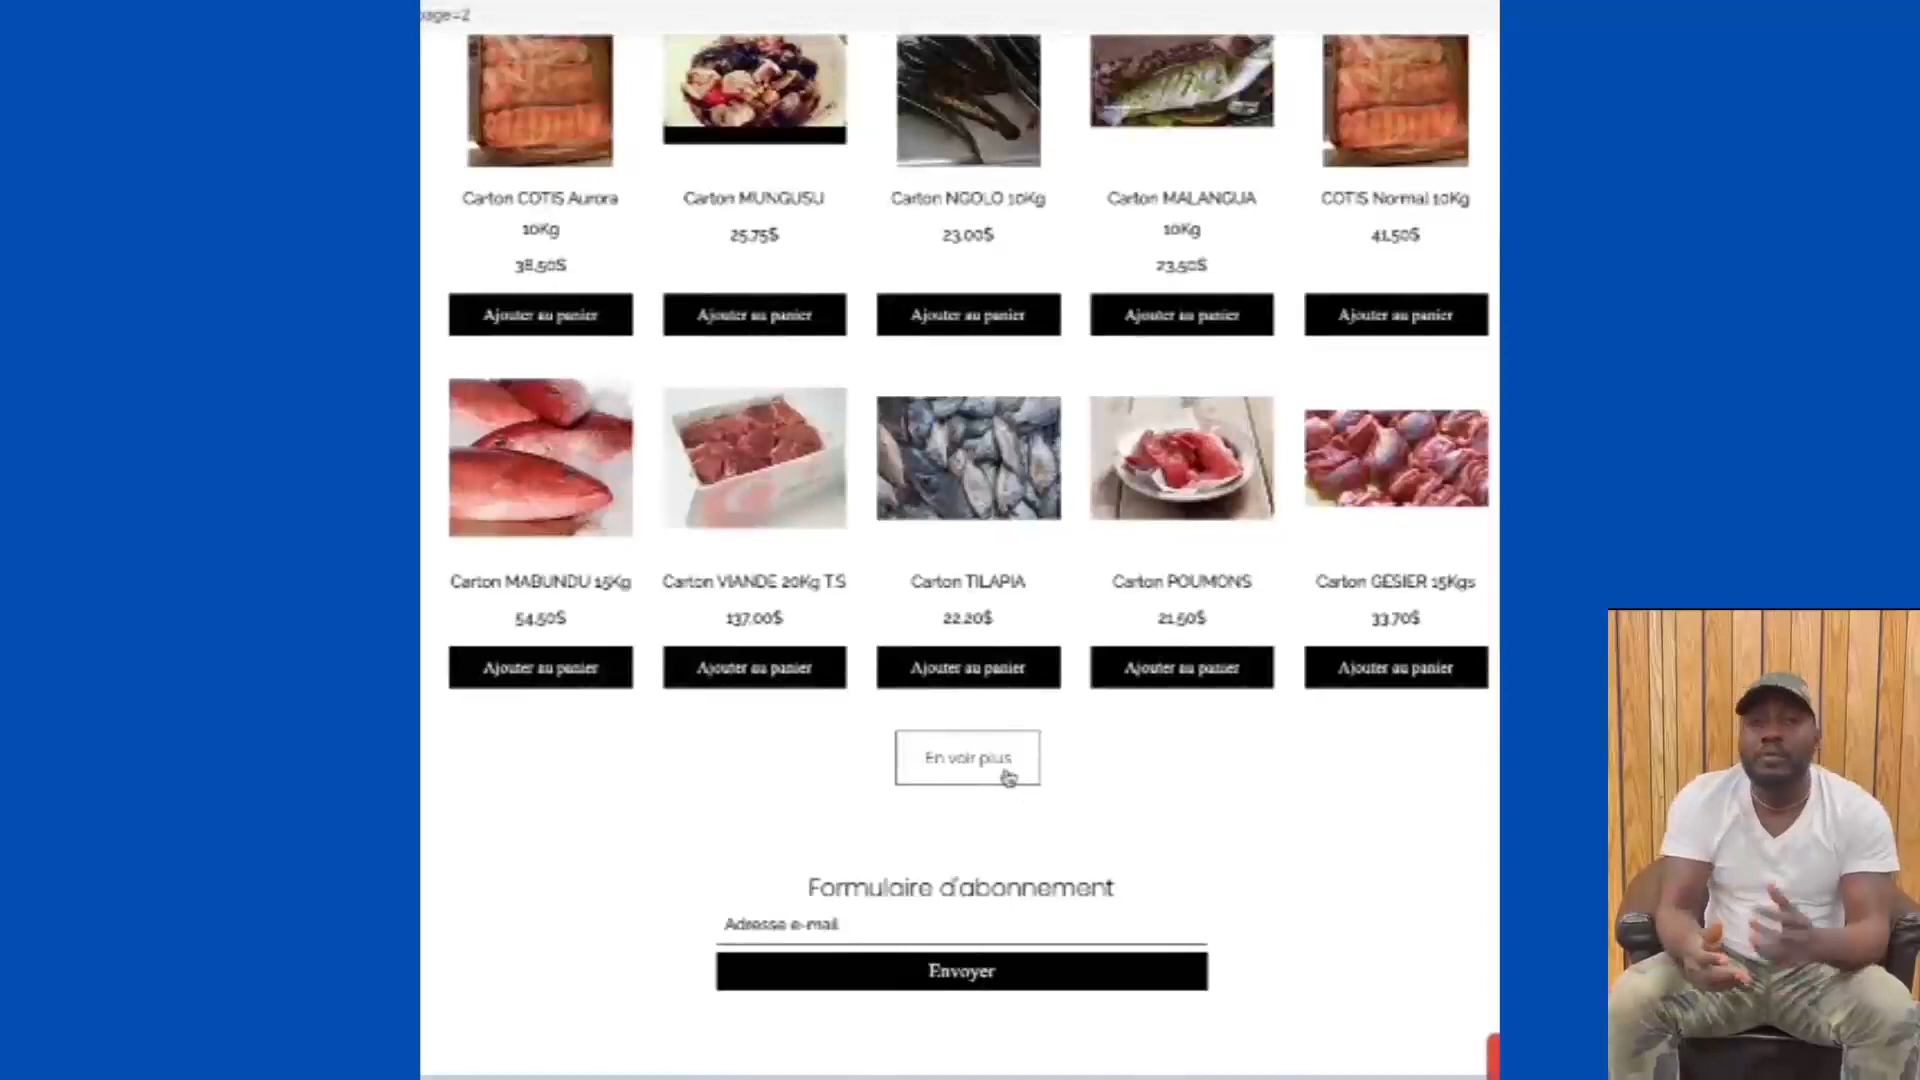 page=2
Carton COTIS Aurora
10Kg
38,50$
Ajouter au panier
Carton MUNGUSU
25,75$
Ajouter au panier
Carton NGOLO 10Kg
23,00$
Ajouter au panier
Carton MALANGUA
10Kg
23,50$
Ajouter au panier
COTIS Normal 10Kg
41,50$
Ajouter au panier
Carton MABUNDU 15Kg
54,50$
Ajouter au panier
Carton VIANDE 20Kg T.S
137,00$
Ajouter au panier
Carton TILAPIA
22,20$
Ajouter au panier
Carton POUMONS
21,50$
Ajouter au panier
Carton GESIER 15Kgs
33,70$
Ajouter au panier
En voir plus
Formulaire d'abonnement
Adresse e-mail
Envoyer